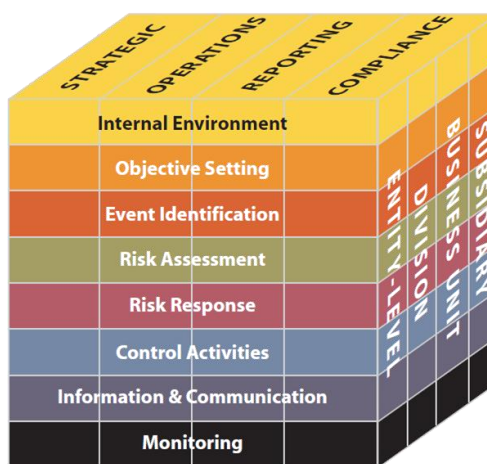 STRATEGIC
OPERATIONS
REPORTING
COMPLIANCE
Internal Environment
Objective Setting
Event Identification
Risk Assessment
Risk Response
Control Activities
Information & Communication
Monitoring
ENTITY-LEVEL
DIVISION
BUSINESS UNIT
SUBSIDIARY